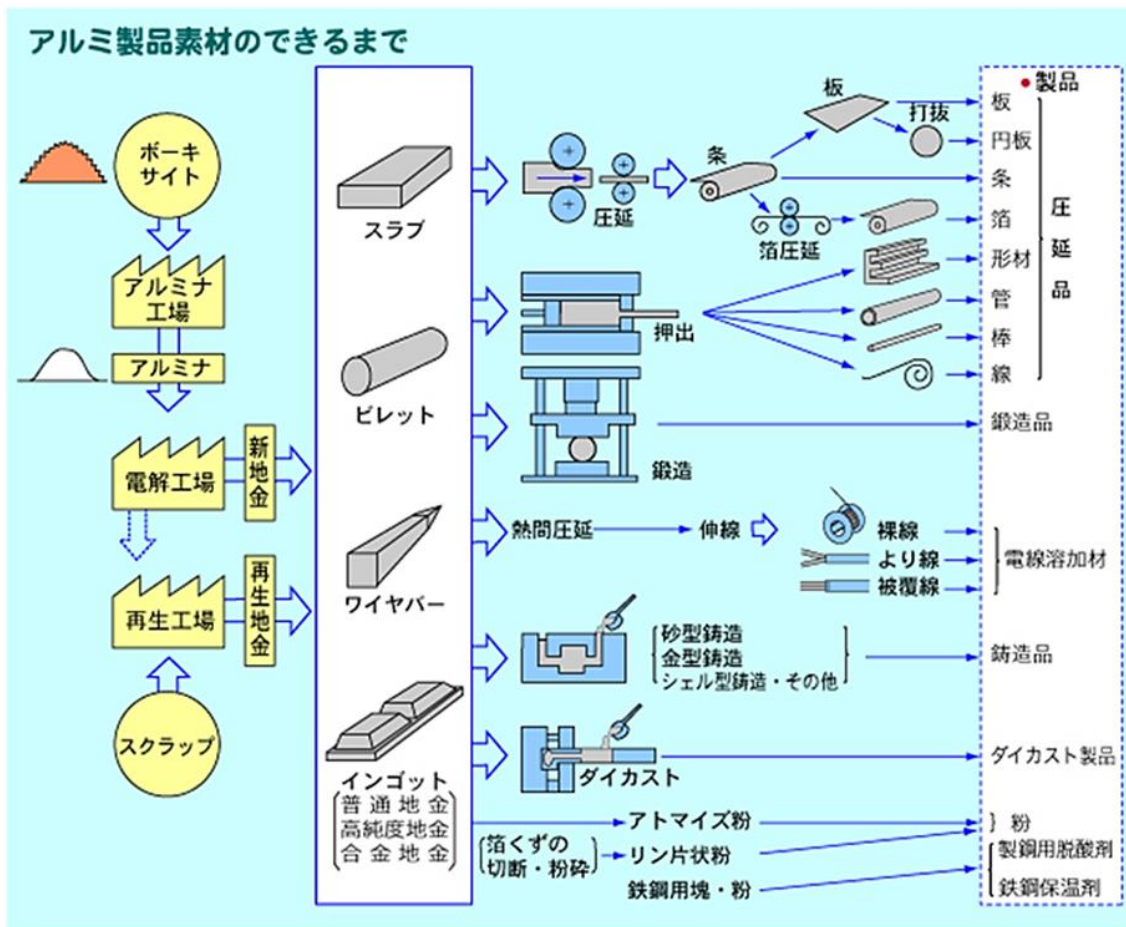 アルミ製品素材のできるまで
ボーキ
サイト
アルミナ
工場
アルミナ
電解工場
新地金
再生工場
再生地金
スクラップ
スラブ
ビレット
ワイヤバー
インゴット
普通地金
高純度地金
合金地金
圧延
条
板
打抜
箔圧延
押出
鍛造
熱間圧延
伸線
裸線
より線
被覆線
砂型鋳造
金型鋳造
シェル型鋳造・その他
ダイカスト
アトマイズ粉
箔くずの
切断・粉砕
リン片状粉
鉄鋼用塊・粉
製品
板
円板
条
箔
形材
管
棒
線
圧延品
鍛造品
電線溶加材
鋳造品
ダイカスト製品
粉
製鋼用脱酸剤
鉄鋼保温剤